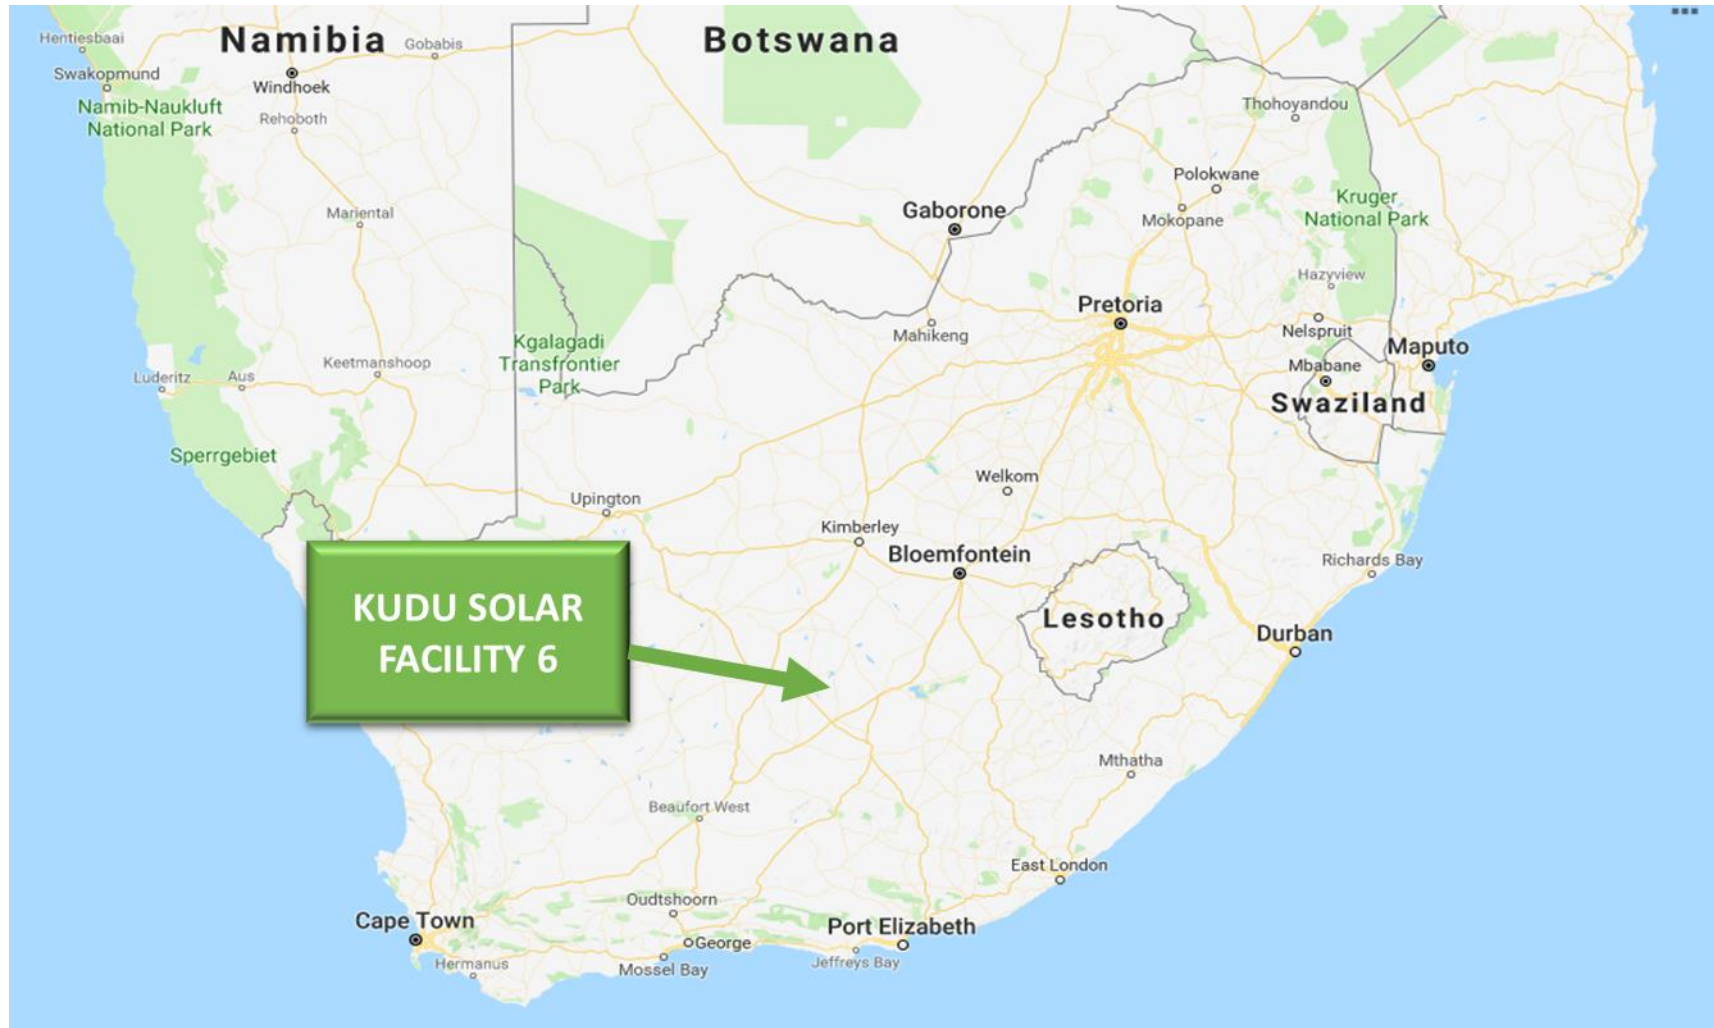 Hentiesbaai
Namibia
Gobabis
Botswana
Swakopmund
Windhoek
Namib-Naukluft
National Park
Rehoboth
Thohoyandou
Polokwane
Kruger
National Park
Mariental
Gaborone
Mokopane
Hazyview
Pretoria
Mahikeng
Nelspruit
Kgalagadi
Transfrontier
Park
Maputo
Keetmanshoop
Mbabane
Luderitz
Aus
Swaziland
Sperrgebiet
Welkom
Upington
Kimberley
Bloemfontein
Richards Bay
KUDU SOLAR
FACILITY 6
Lesotho
Durban
Mthatha
Beaufort West
East London
Oudtshoorn
Cape Town
Port Elizabeth
George
Hermanus
Mossel Bay
Jeffreys Bay